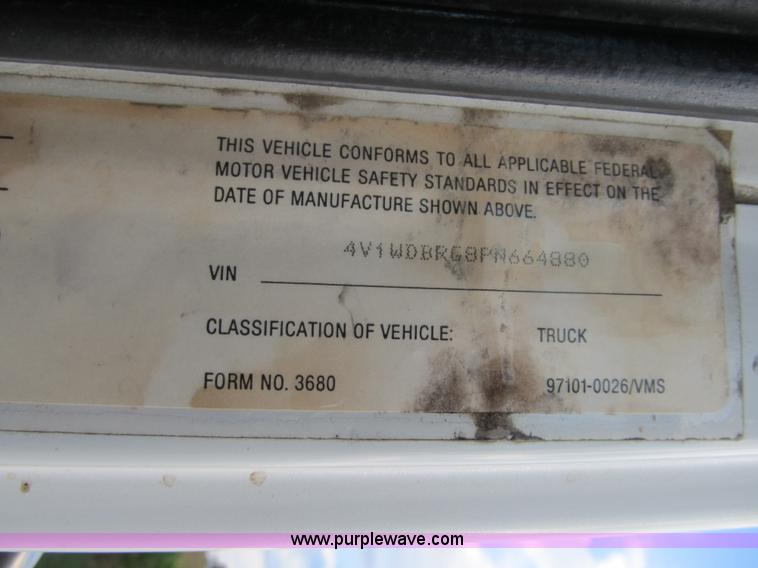 THIS VEHICLE CONFORMS TO ALL APPLICABLE FEDERAL
MOTOR VEHICLE SAFETY STANDARDS IN EFFECT ON THE
DATE OF MANUFACTURE SHOWN ABOVE.
4V1WDBRG8PN664880
VIN
CLASSIFICATION OF VEHICLE: TRUCK
FORM NO. 3680 97101-0026/VMS
www.purplewave.com